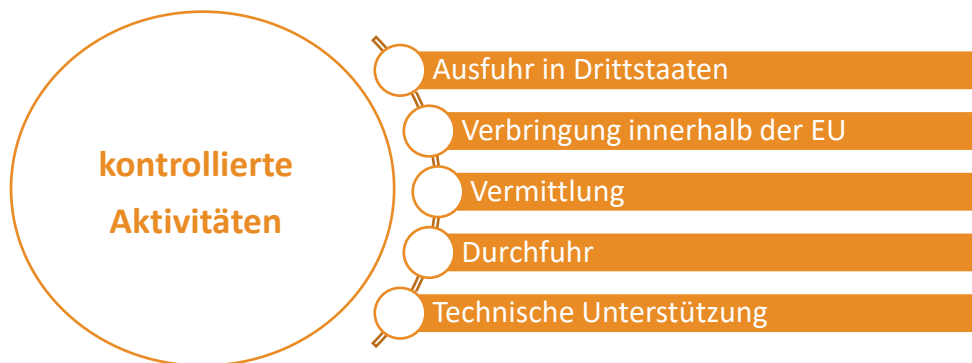 kontrollierte
Aktivitäten
Ausfuhr in Drittstaaten
Verbringung innerhalb der EU
Vermittlung
Durchfuhr
Technische Unterstützung